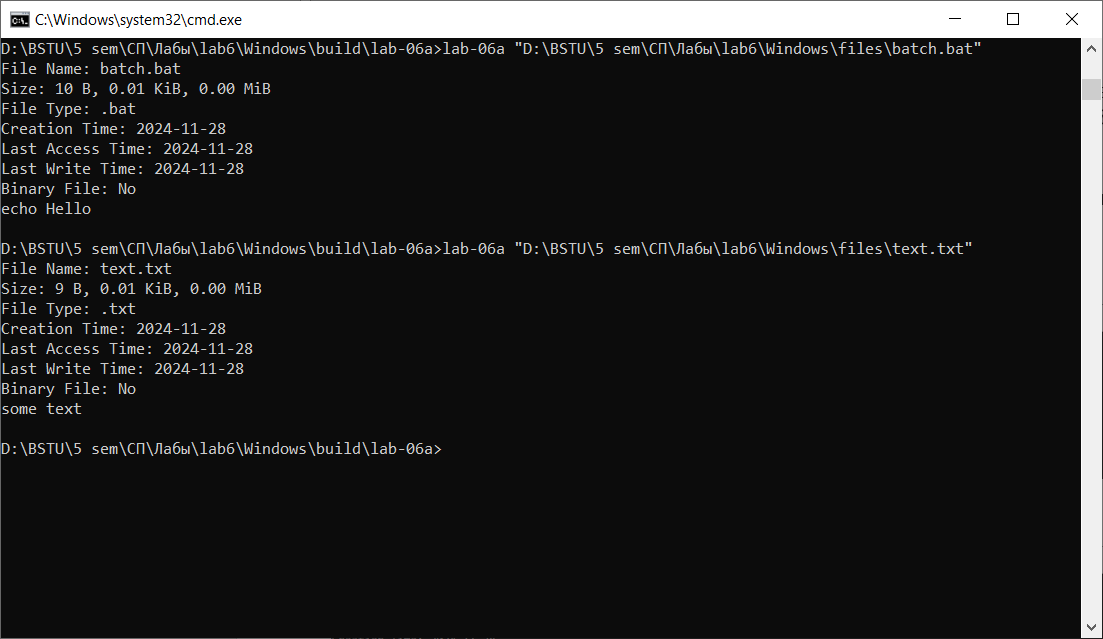 C:\Windows\system32\cmd.exe
D:\BSTU\5 sem\СП\Лабы\lab6\Windows\build\lab-06a>lab-06a "D:\BSTU\5 sem\СП\Лабы\lab6\Windows\files\batch.bat"
File Name: batch.bat
Size: 10 B, 0.01 KiB, 0.00 MiB
File Type: .bat
Creation Time: 2024-11-28
Last Access Time: 2024-11-28
Last Write Time: 2024-11-28
Binary File: No
echo Hello
D:\BSTU\5 sem\СП\Лабы\lab6\Windows\build\lab-06a>lab-06a "D:\BSTU\5 sem\СП\Лабы\lab6\Windows\files\text.txt"
File Name: text.txt
Size: 9 B, 0.01 KiB, 0.00 MiB
File Type: .txt
Creation Time: 2024-11-28
Last Access Time: 2024-11-28
Last Write Time: 2024-11-28
Binary File: No
some text
D:\BSTU\5 sem\СП\Лабы\lab6\Windows\build\lab-06a>